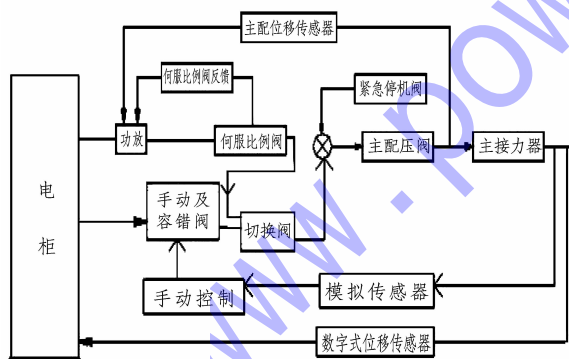 主配位移传感器
何服比例阀反馈
紧急停机阀
功放
何服比例阀
主配压阀
主接力器
电
柜
手动及
容错阀
切换阀
手动控制
模拟传感器
数字式位移传感器
www.pow